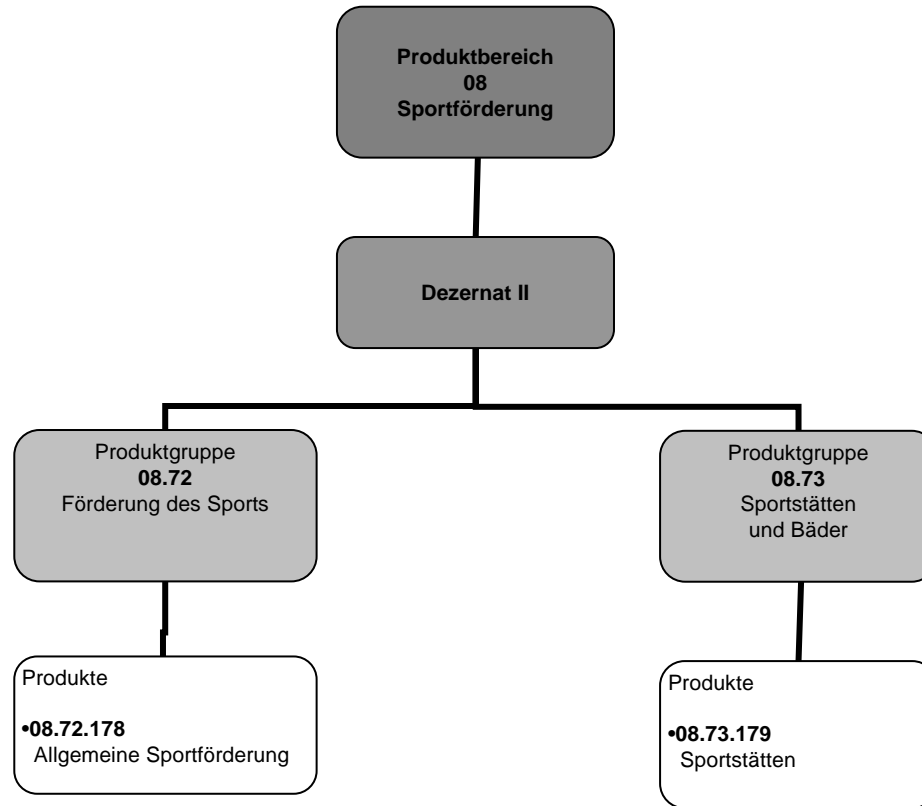 Produktbereich
08
Sportförderung
Dezernat II
Produktgruppe
08.72
Förderung des Sports
Produktgruppe
08.73
Sportstätten
und Bäder
Produkte
•08.72.178
Allgemeine Sportförderung
Produkte
•08.73.179
Sportstätten